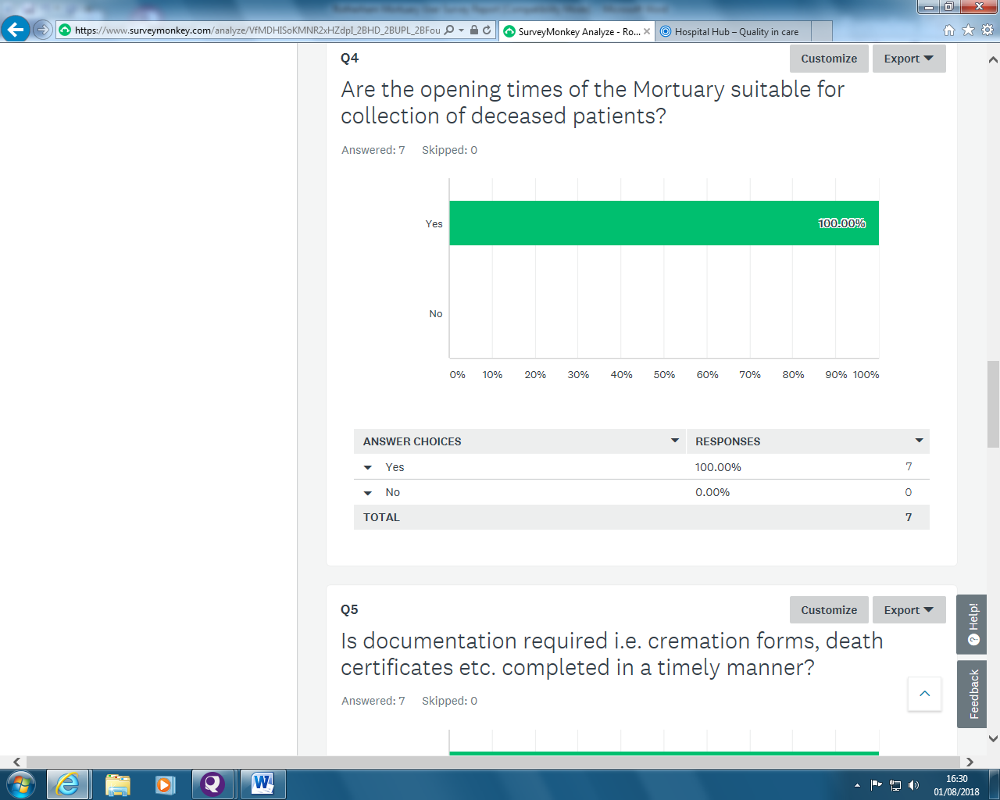 https://www.surveymonkey.com/analyze/VfMDHISoKMNR2xHZdpI_2BHD_2BUPL_2BFou
SurveyMonkey Analyze - Ro...
Hospital Hub – Quality in care
Q4
Customize
Export
Are the opening times of the Mortuary suitable for
collection of deceased patients?
Answered: 7 Skipped: 0
Yes
100.00%
No
0% 10% 20% 30% 40% 50% 60% 70% 80% 90% 100%
ANSWER CHOICES RESPONSES
Yes 100.00% 7
No 0.00% 0
TOTAL 7
Q5
Customize
Export
Is documentation required i.e. cremation forms, death
certificates etc. completed in a timely manner?
Answered: 7 Skipped: 0
Help!
Feedback
16:30
01/08/2018